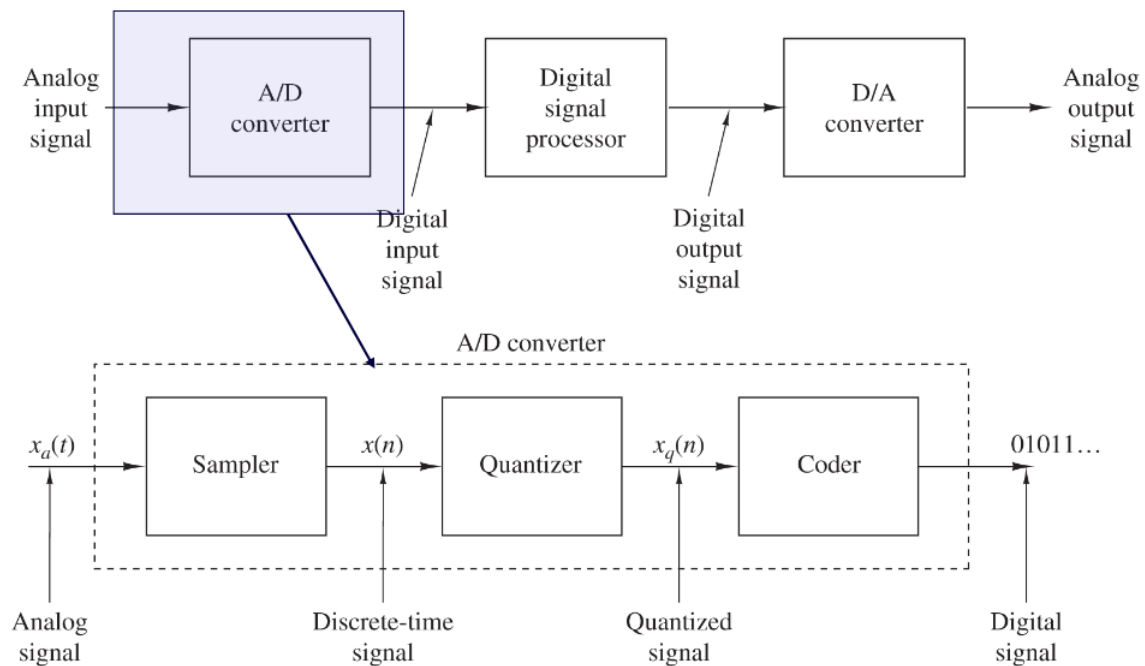 Analog
input
signal
A/D
converter
Digital
signal
processor
D/A
converter
Analog
output
signal
Digital
input
signal
Digital
output
signal
A/D converter
xₐ(t)
Sampler
x(n)
Quantizer
x_q(n)
Coder
01011…
Analog
signal
Discrete-time
signal
Quantized
signal
Digital
signal